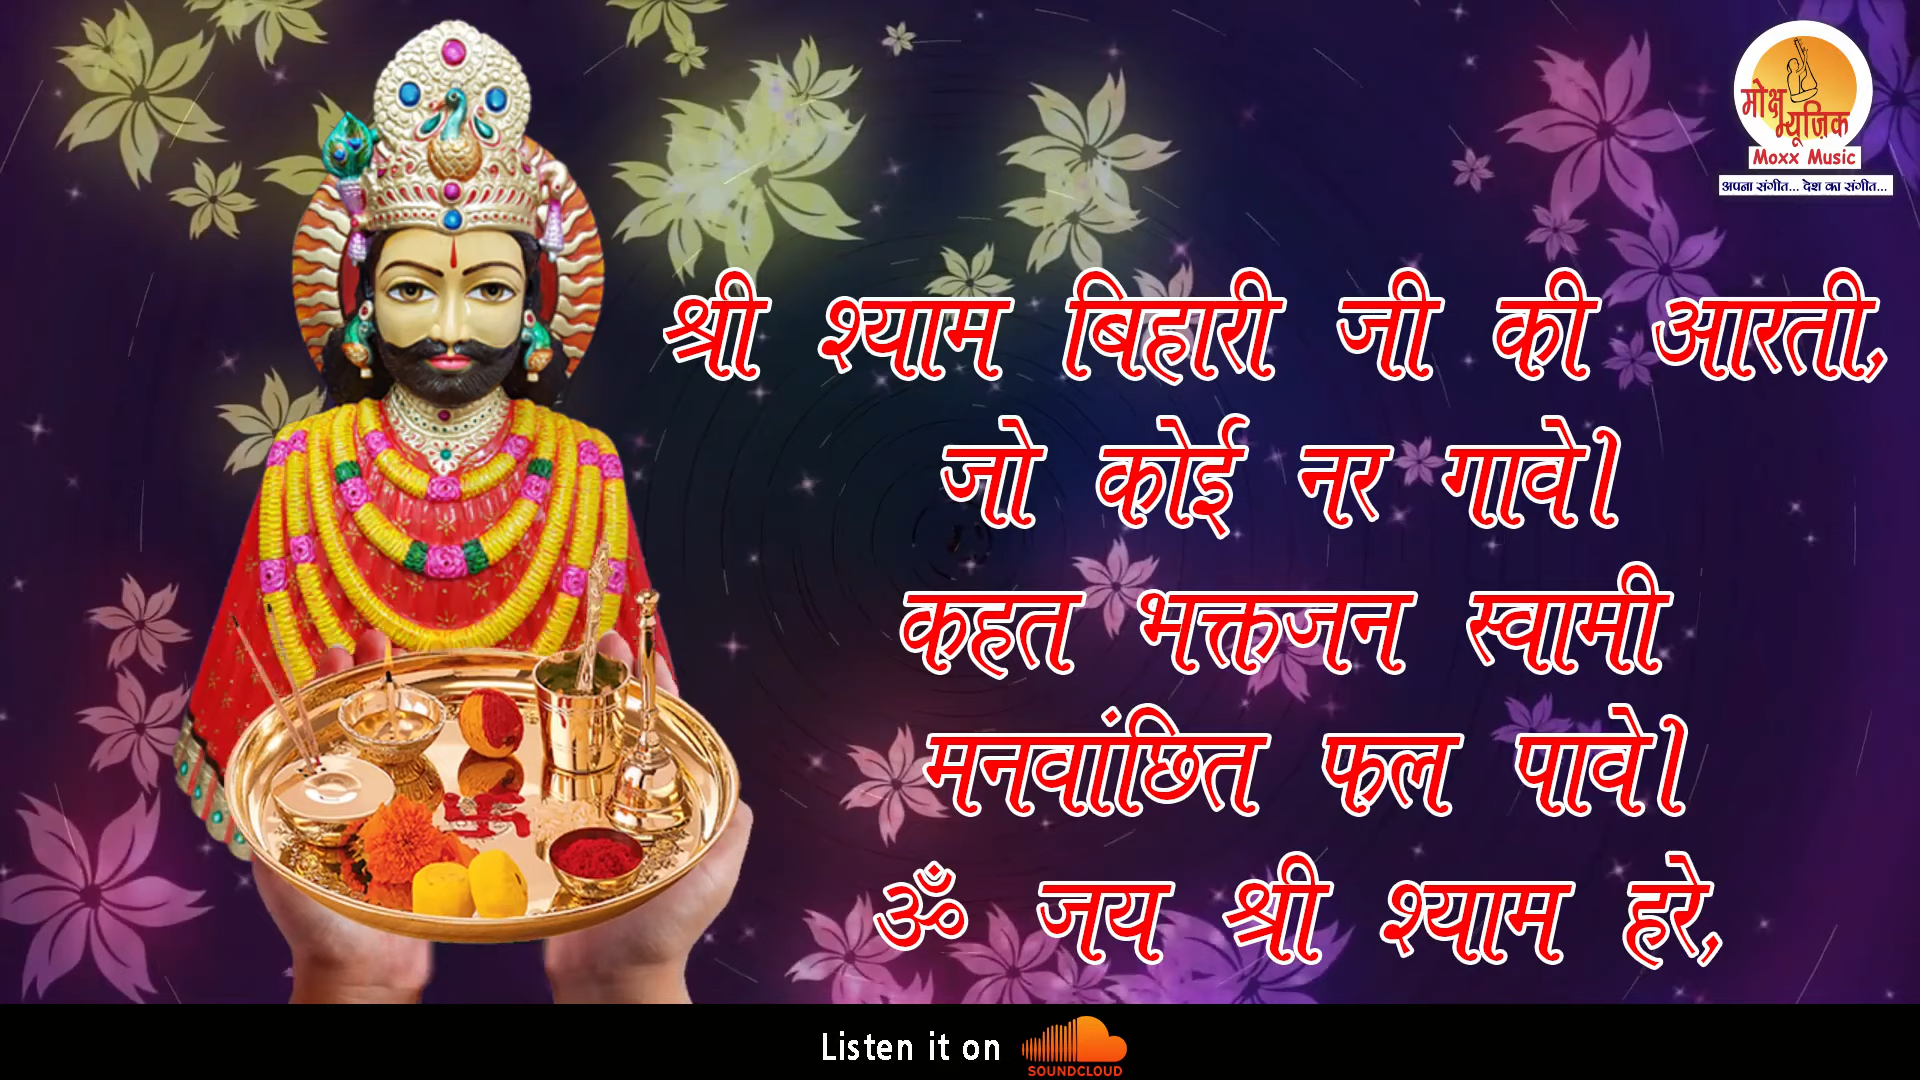 मोक्ष
म्यूज़िक
Moxx Music
अपना संगीत... देश का संगीत...
श्री श्याम बिहारी जी की आरती,
जो कोई नर गावे।
कहत भक्तजन स्वामी
मनवांछित फल पावे।
ॐ जय श्री श्याम हरे,
Listen it on
SOUNDCLOUD